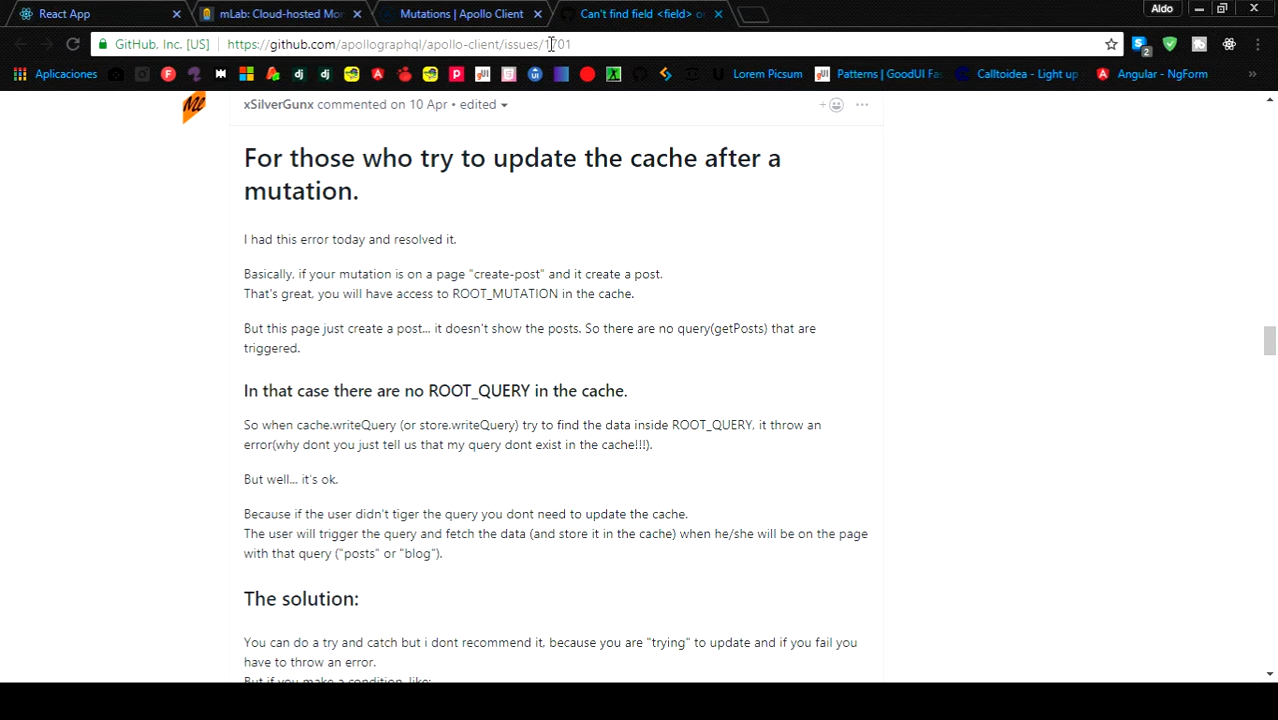 React App
mLab: Cloud-hosted Mo
Mutations | Apollo Client
Can't find field <field> or
Aldo
GitHub, Inc. [US]
https://github.com/apollographql/apollo-client/issues/1701
2
Aplicaciones
Lorem Picsum
Patterns | GoodUI Fa
Calltoidea - Light up
Angular - NgForm
»
xSilverGunx commented on 10 Apr • edited
For those who try to update the cache after a
mutation.
I had this error today and resolved it.
Basically, if your mutation is on a page "create-post" and it create a post.
That's great, you will have access to ROOT_MUTATION in the cache.
But this page just create a post... it doesn't show the posts. So there are no query(getPosts) that are
triggered.
In that case there are no ROOT_QUERY in the cache.
So when cache.writeQuery (or store.writeQuery) try to find the data inside ROOT_QUERY, it throw an
error(why dont you just tell us that my query dont exist in the cache!!!).
But well... it's ok.
Because if the user didn't tiger the query you dont need to update the cache.
The user will trigger the query and fetch the data (and store it in the cache) when he/she will be on the page
with that query ("posts" or "blog").
The solution:
You can do a try and catch but i dont recommend it, because you are "trying" to update and if you fail you
have to throw an error.
But if you make a condition, like: